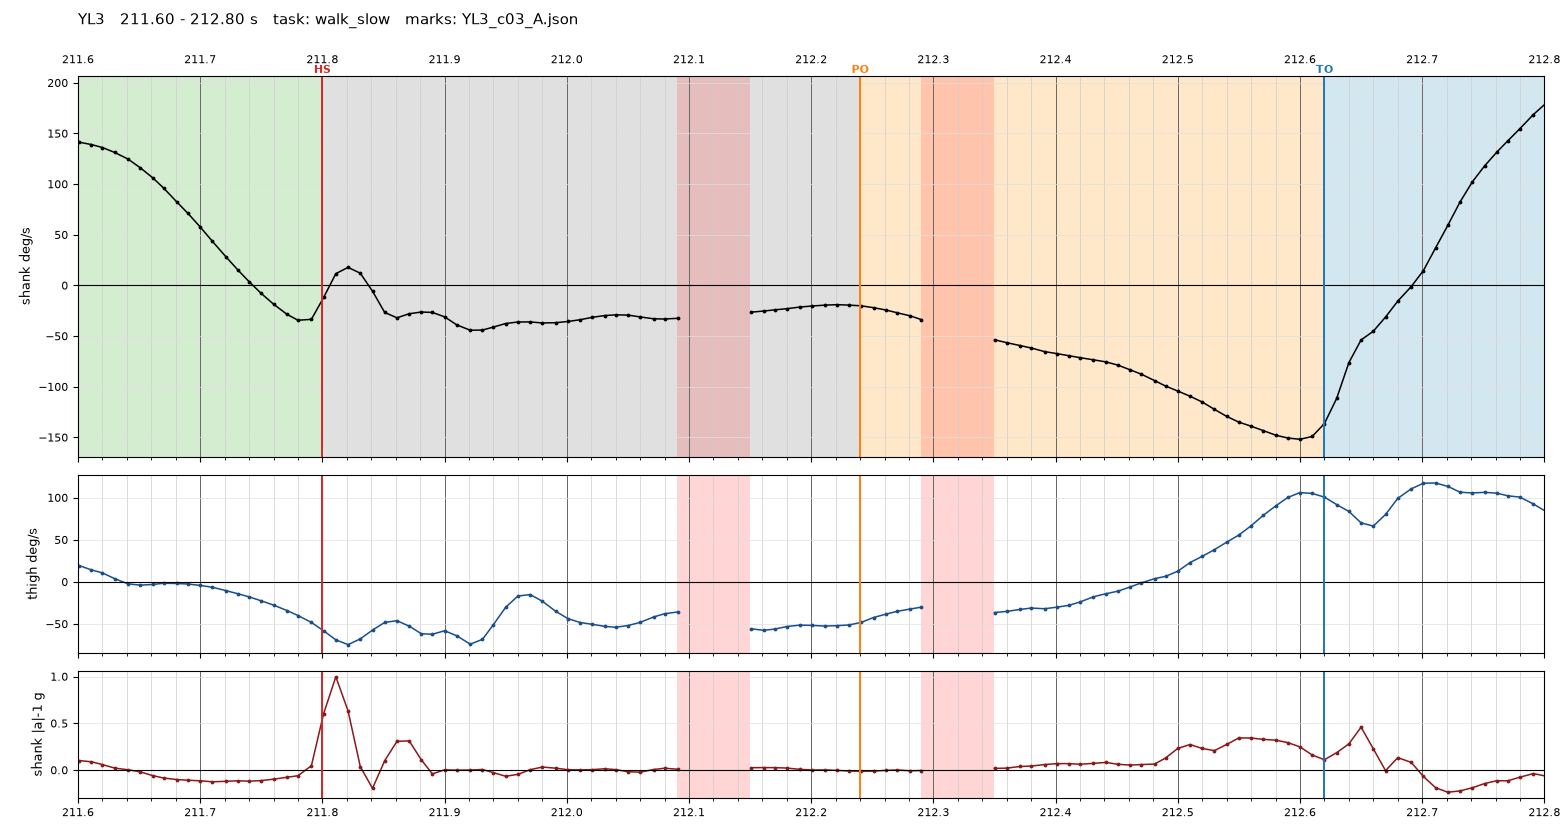 YL3   211.60 - 212.80 s   task: walk_slow   marks: YL3_c03_A.json
211.6 211.7 211.8 211.9 212.0 212.1 212.2 212.3 212.4 212.5 212.6 212.7 212.8
HS PO TO
shank deg/s
200
150
100
50
0
−50
−100
−150
thigh deg/s
100
50
0
−50
shank |a|-1 g
1.0
0.5
0.0
211.6 211.7 211.8 211.9 212.0 212.1 212.2 212.3 212.4 212.5 212.6 212.7 212.8